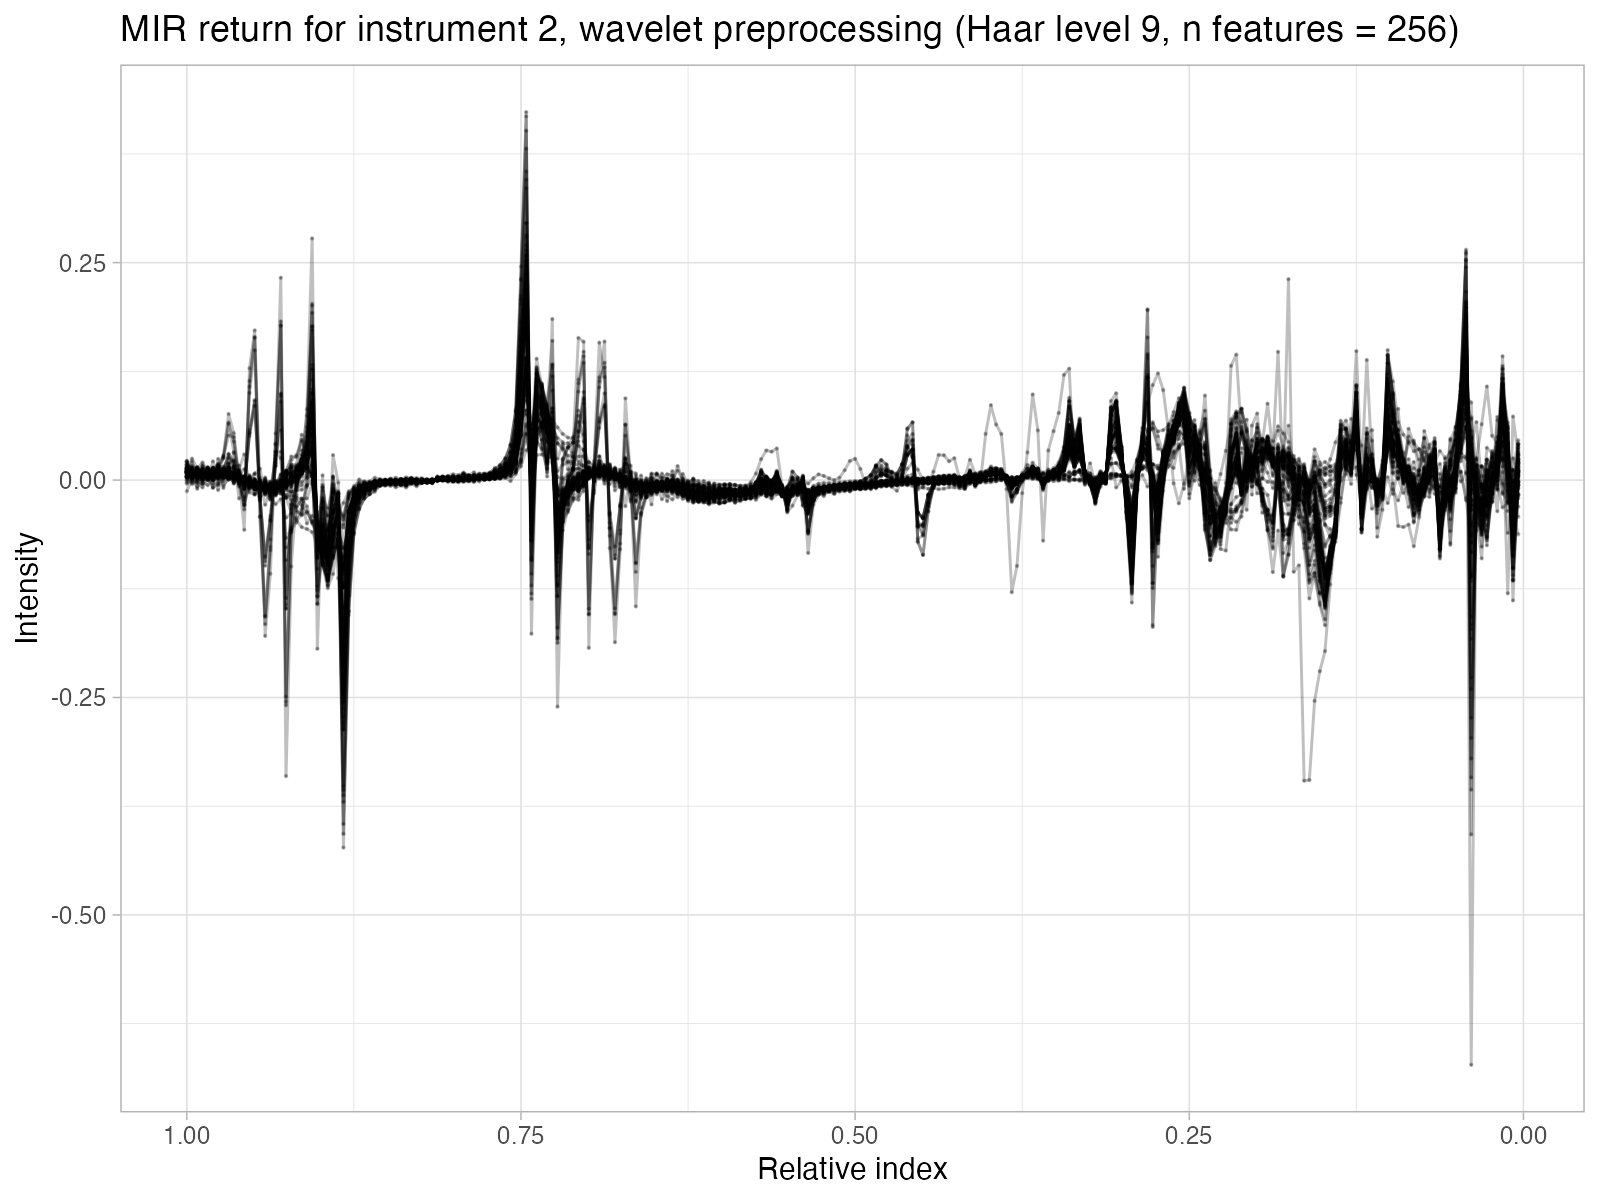 MIR return for instrument 2, wavelet preprocessing (Haar level 9, n features = 256)
0.25
0.00
-0.25
-0.50
Intensity
1.00 0.75 0.50 0.25 0.00
Relative index